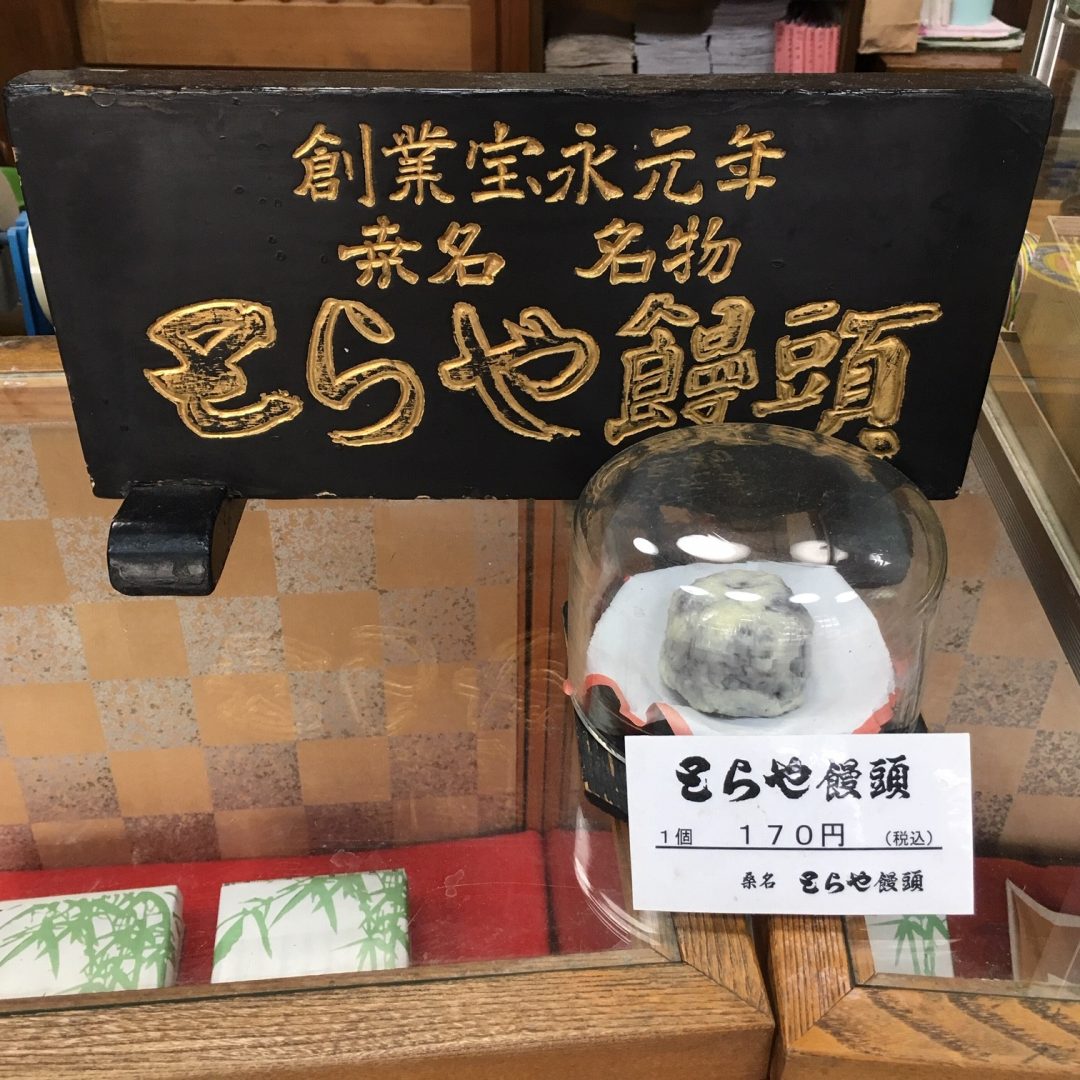 創業宝永元年
桑名 名物
とらや饅頭
とらや饅頭
1個 170円 (税込)
桑名 とらや饅頭